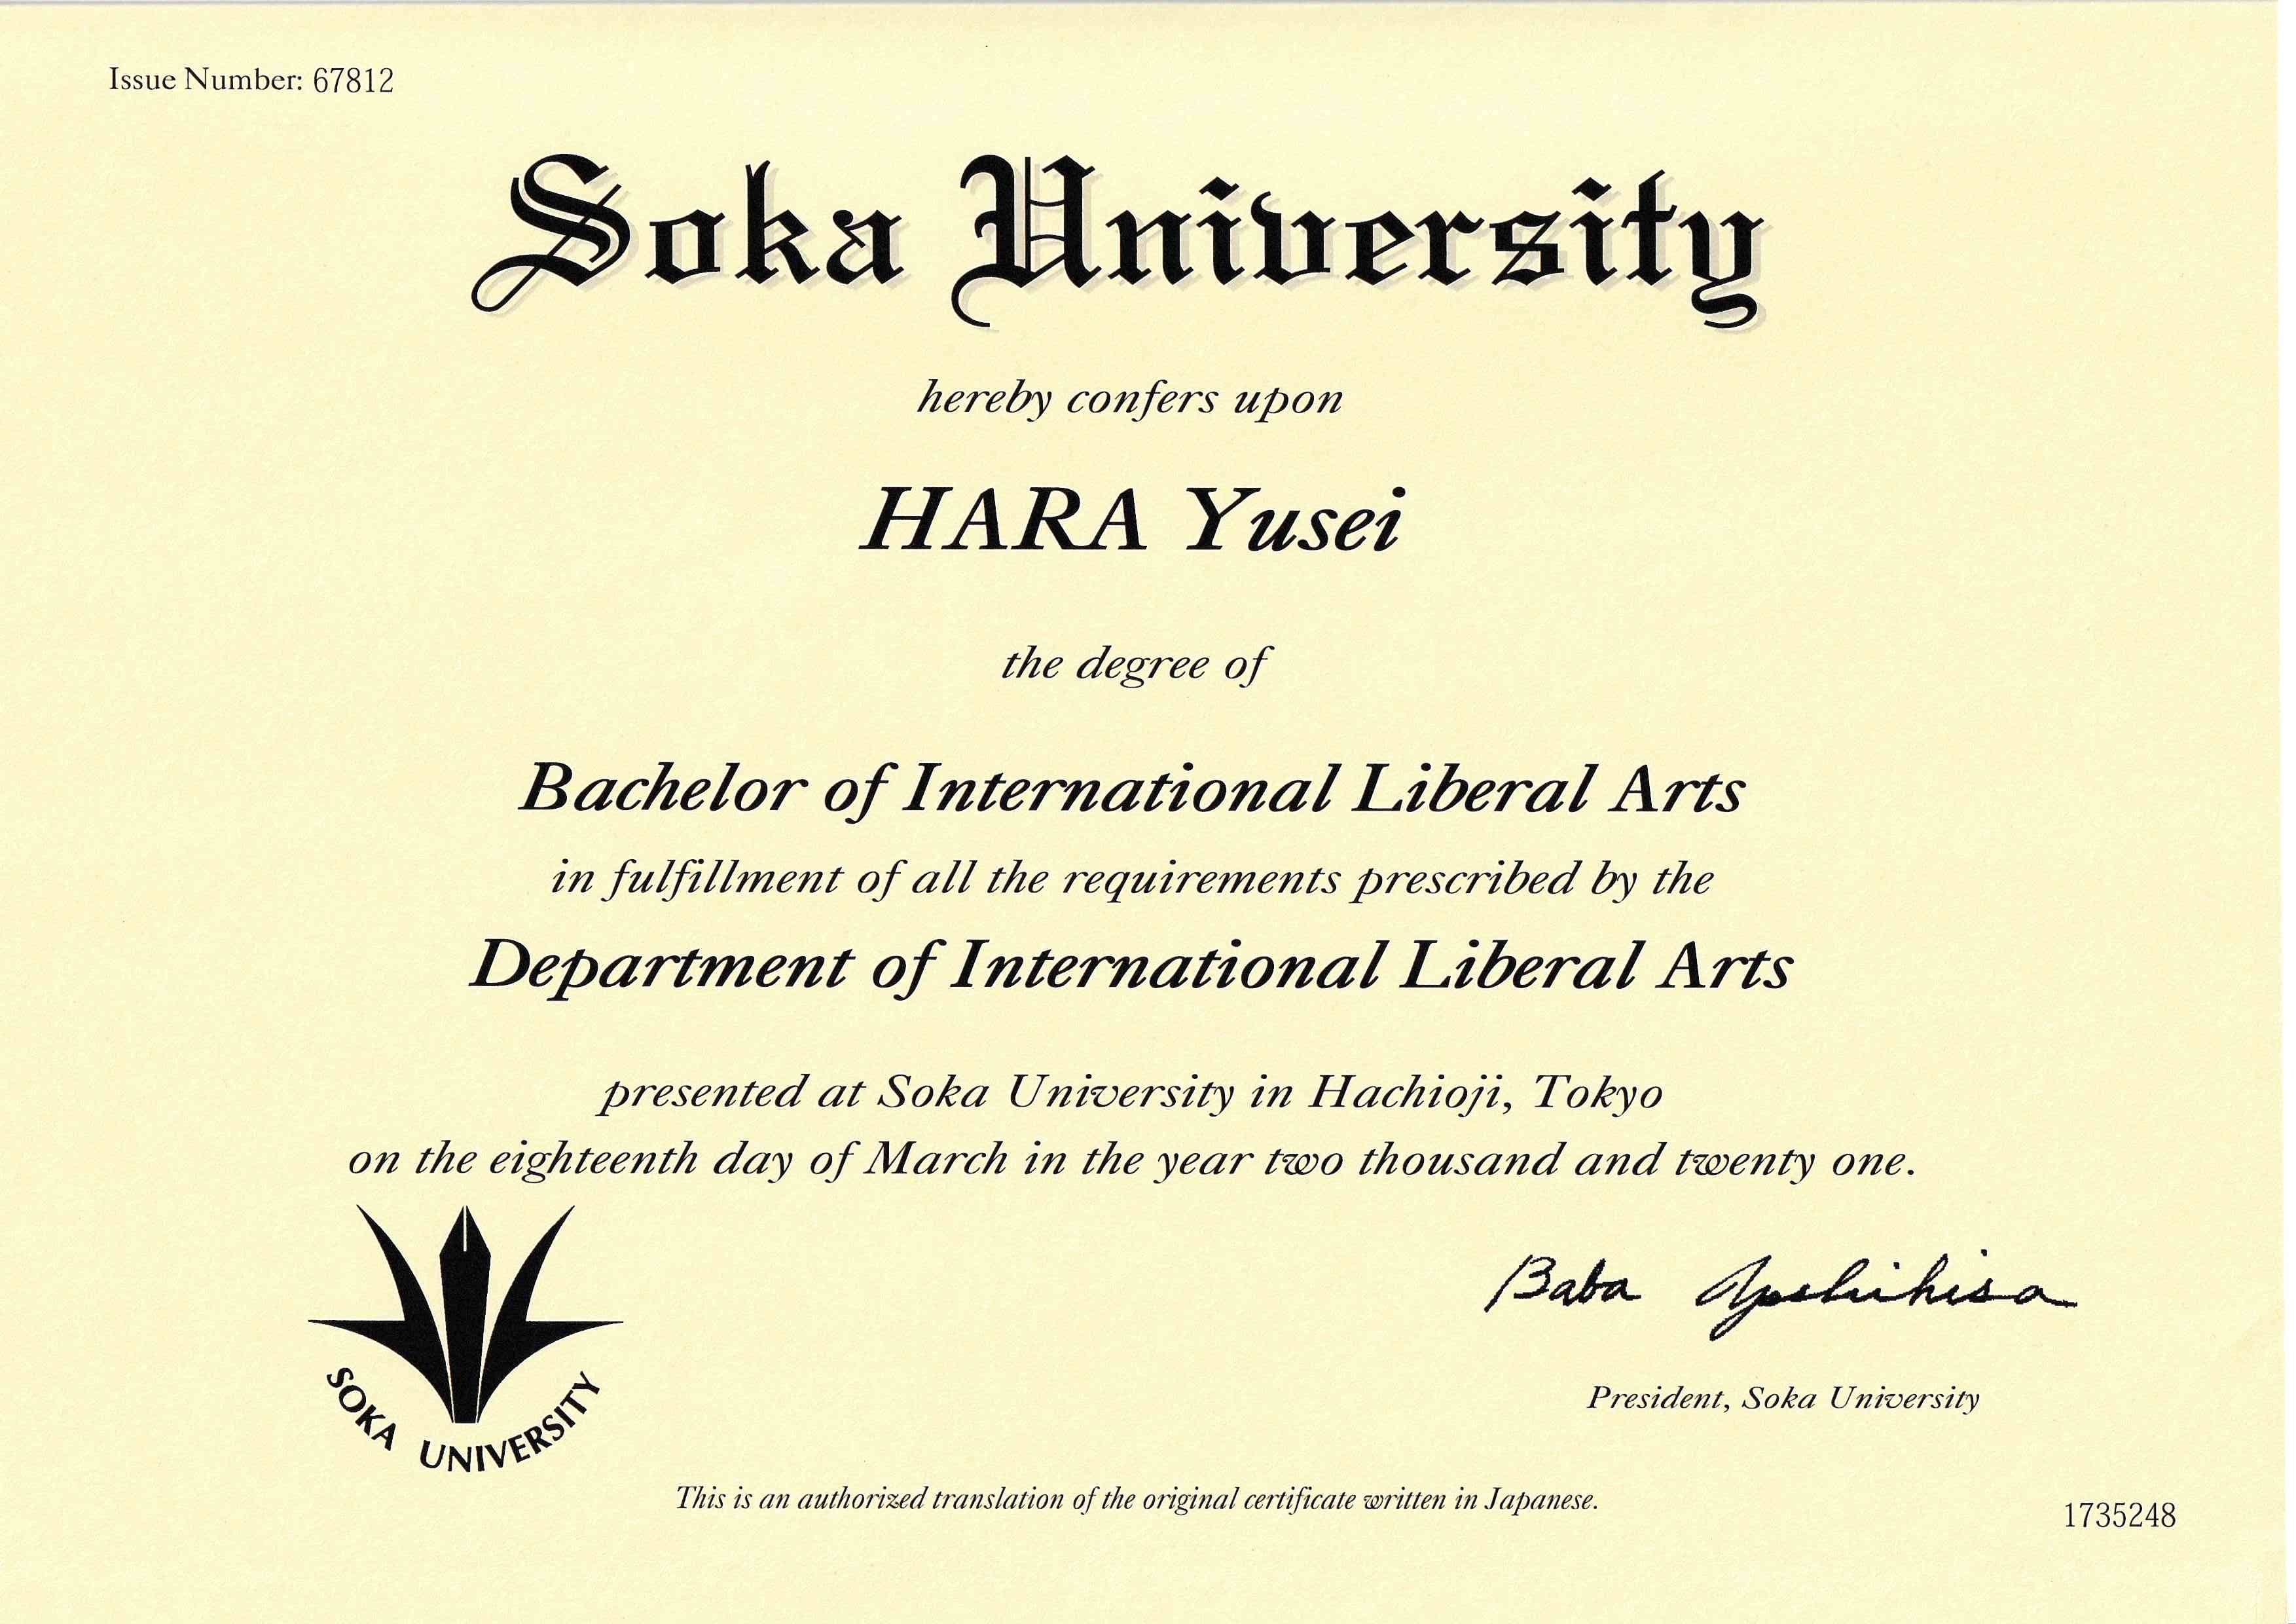 Issue Number: 67812
Soka University
hereby confers upon
HARA Yusei
the degree of
Bachelor of International Liberal Arts
in fulfillment of all the requirements prescribed by the
Department of International Liberal Arts
presented at Soka University in Hachioji, Tokyo
on the eighteenth day of March in the year two thousand and twenty one.
SOKA UNIVERSITY
Baba Yoshihisa
President, Soka University
This is an authorized translation of the original certificate written in Japanese.
1735248